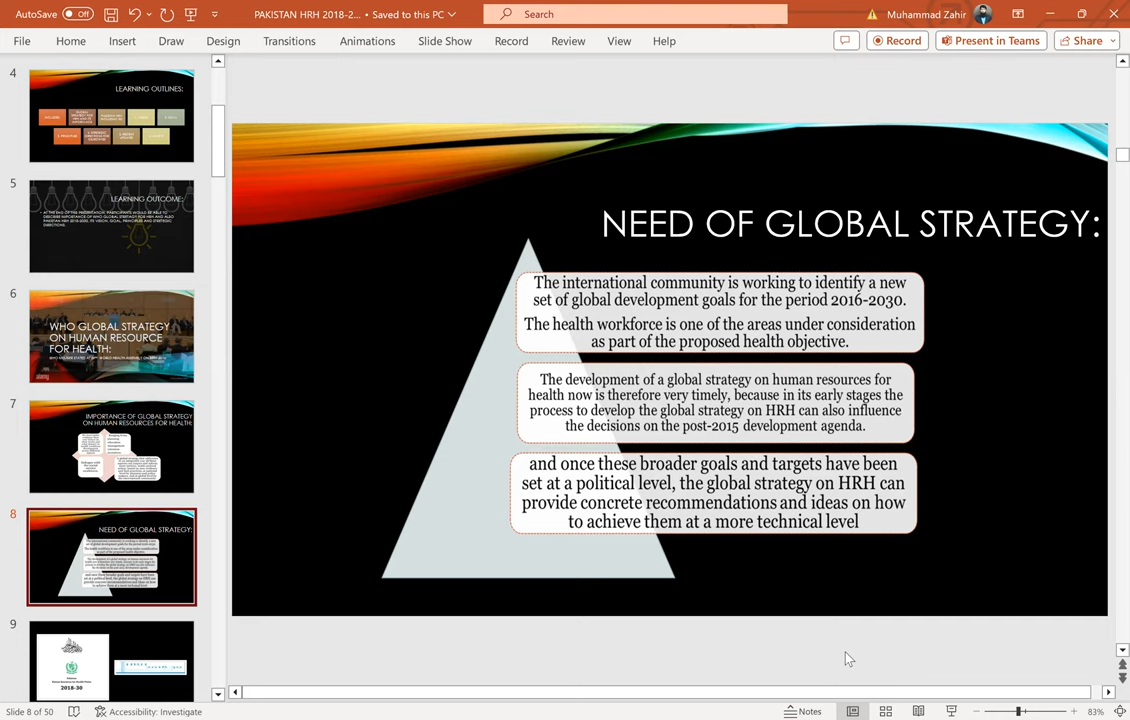 AutoSave Off PAKISTAN HRH 2018-2... • Saved to this PC Search Muhammad Zahir
File Home Insert Draw Design Transitions Animations Slide Show Record Review View Help Record Present in Teams Share
4
LEARNING OUTLINES:
5
LEARNING OUTCOME:
6
WHO GLOBAL STRATEGY
ON HUMAN RESOURCE
FOR HEALTH:
7
IMPORTANCE OF GLOBAL STRATEGY
ON HUMAN RESOURCES FOR HEALTH:
8
NEED OF GLOBAL STRATEGY:
9
2018-30
NEED OF GLOBAL STRATEGY:
The international community is working to identify a new
set of global development goals for the period 2016-2030.
The health workforce is one of the areas under consideration
as part of the proposed health objective.
The development of a global strategy on human resources for
health now is therefore very timely, because in its early stages the
process to develop the global strategy on HRH can also influence
the decisions on the post-2015 development agenda.
and once these broader goals and targets have been
set at a political level, the global strategy on HRH can
provide concrete recommendations and ideas on how
to achieve them at a more technical level
Slide 8 of 50 Accessibility: Investigate Notes 83%